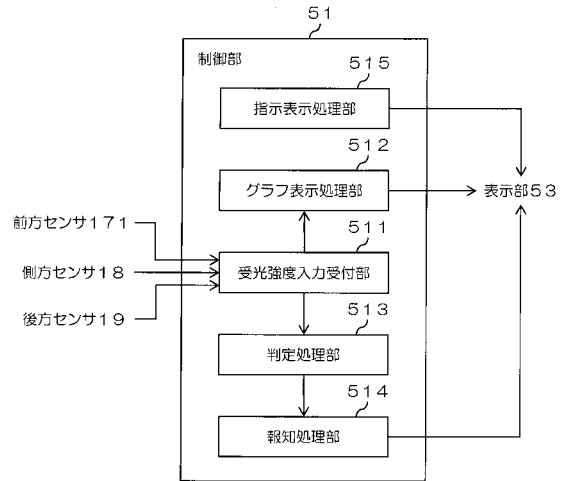 51
制御部
515
指示表示処理部
512
グラフ表示処理部
表示部53
前方センサ171
511
側方センサ18
受光強度入力受付部
後方センサ19
513
判定処理部
514
報知処理部